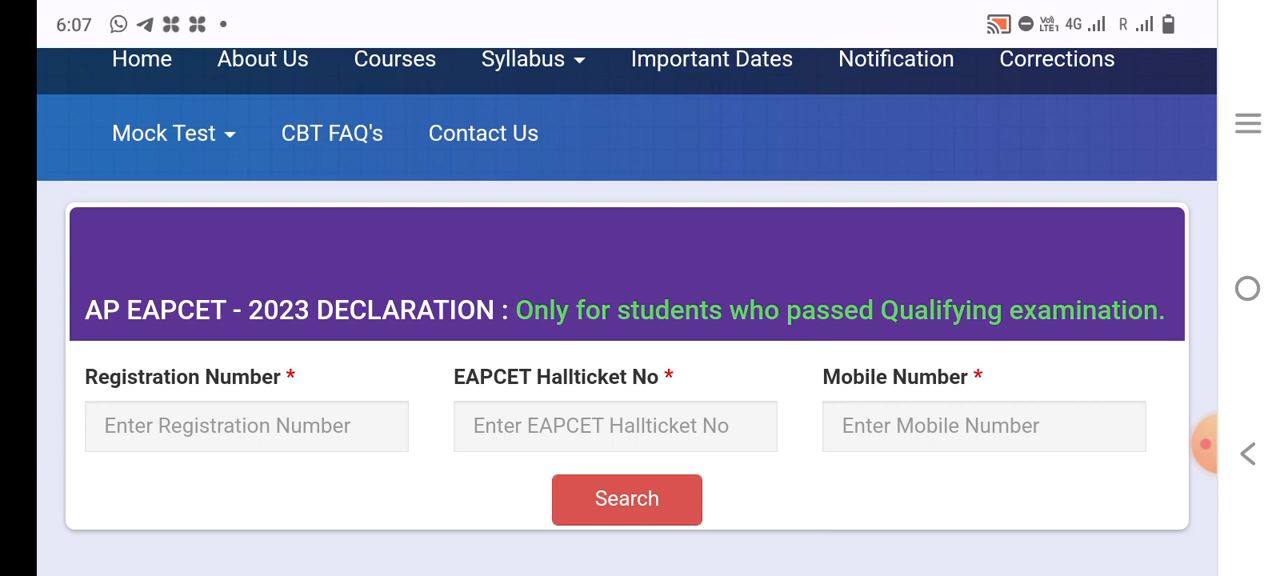 6:07 VoI LTE1 4G R
Home About Us Courses Syllabus Important Dates Notification Corrections
Mock Test CBT FAQ's Contact Us
AP EAPCET - 2023 DECLARATION : Only for students who passed Qualifying examination.
Registration Number * EAPCET Hallticket No * Mobile Number *
Enter Registration Number Enter EAPCET Hallticket No Enter Mobile Number
Search